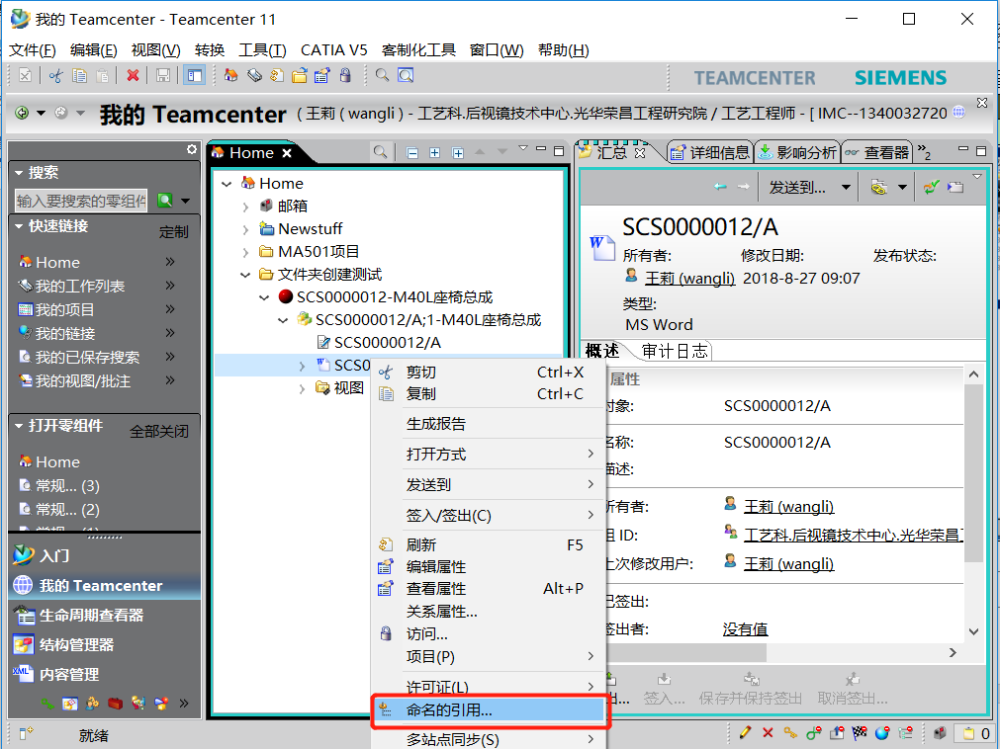 我的 Teamcenter - Teamcenter 11
文件(F) 编辑(E) 视图(V) 转换 工具(T) CATIA V5 客制化工具 窗口(W) 帮助(H)
TEAMCENTER SIEMENS
我的 Teamcenter ( 王莉 ( wangli ) - 工艺科.后视镜技术中心.光华荣昌工程研究院 / 工艺工程师 - [ IMC--1340032720
搜索
输入要搜索的零组件
快速链接 定制
Home »
我的工作列表 »
我的项目 »
我的链接 »
我的已保存搜索 »
我的视图/批注 »
打开零组件 全部关闭
Home
常规... (3)
常规... (2)
常规... (1)
入门
我的 Teamcenter
生命周期查看器
结构管理器
XML 内容管理
»
就绪
Home
Home
邮箱
Newstuff
MA501项目
文件夹创建测试
SCS0000012-M40L座椅总成
SCS0000012/A;1-M40L座椅总成
SCS0000012/A
SCS0
视图
剪切 Ctrl+X
复制 Ctrl+C
生成报告
打开方式
发送到
签入/签出(C)
刷新 F5
编辑属性
查看属性 Alt+P
关系属性...
访问...
项目(P)
许可证(L)
命名的引用...
多站点同步(S)
汇总 详细信息 影响分析 查看器 »2
发送到...
SCS0000012/A
所有者: 修改日期: 发布状态:
王莉 (wangli) 2018-8-27 09:07
类型:
MS Word
概述 审计日志
属性
对象: SCS0000012/A
名称: SCS0000012/A
描述:
所有者: 王莉 (wangli)
组 ID: 工艺科.后视镜技术中心.光华荣昌工
上次修改用户: 王莉 (wangli)
已签出:
签出者: 没有值
出... 签入... 保存并保持签出 取消签出...
0